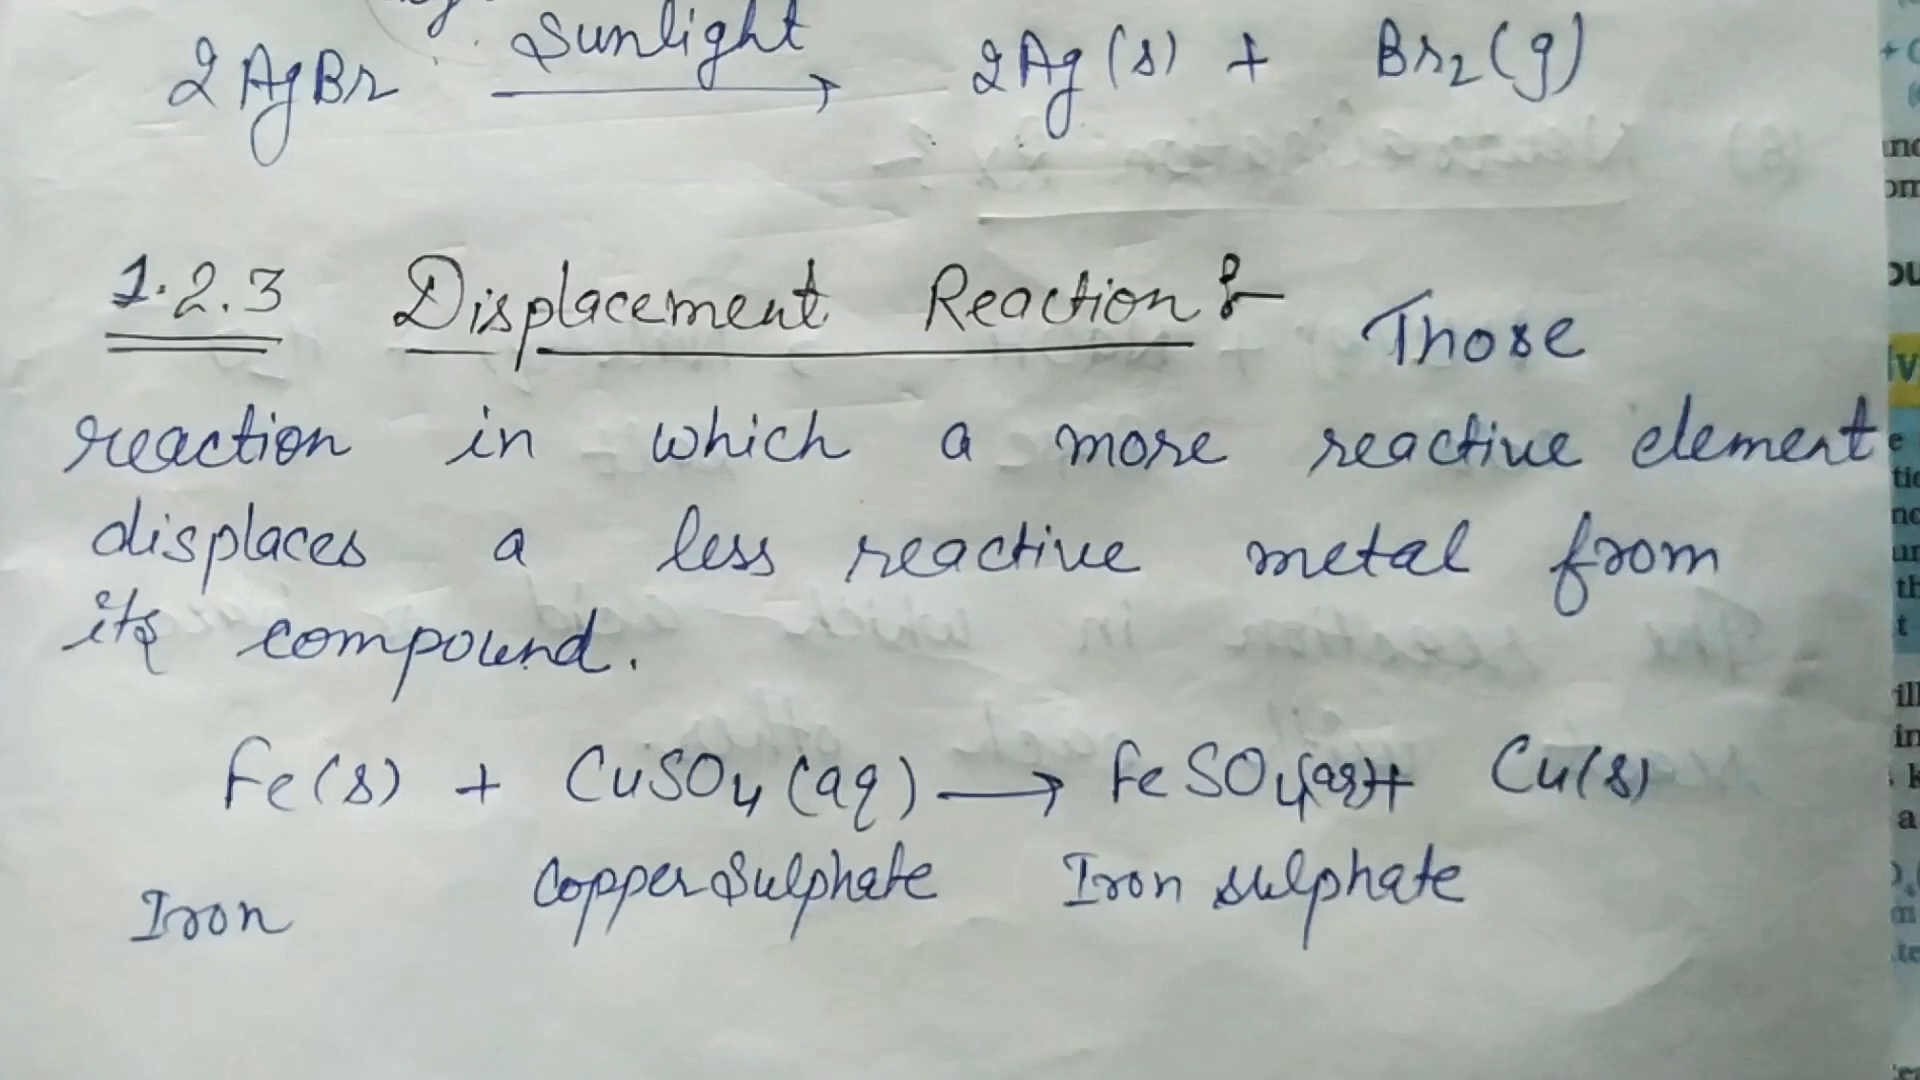 Sunlight
2AgBr → 2Ag(s) + Br₂(g)
1.2.3 Displacement Reaction :- Those
reaction in which a more reactive element
displaces a less reactive metal from
its compound.
Fe(s) + CuSO₄(aq) → FeSO₄(aq)+ Cu(s)
Iron Copper Sulphate Iron sulphate